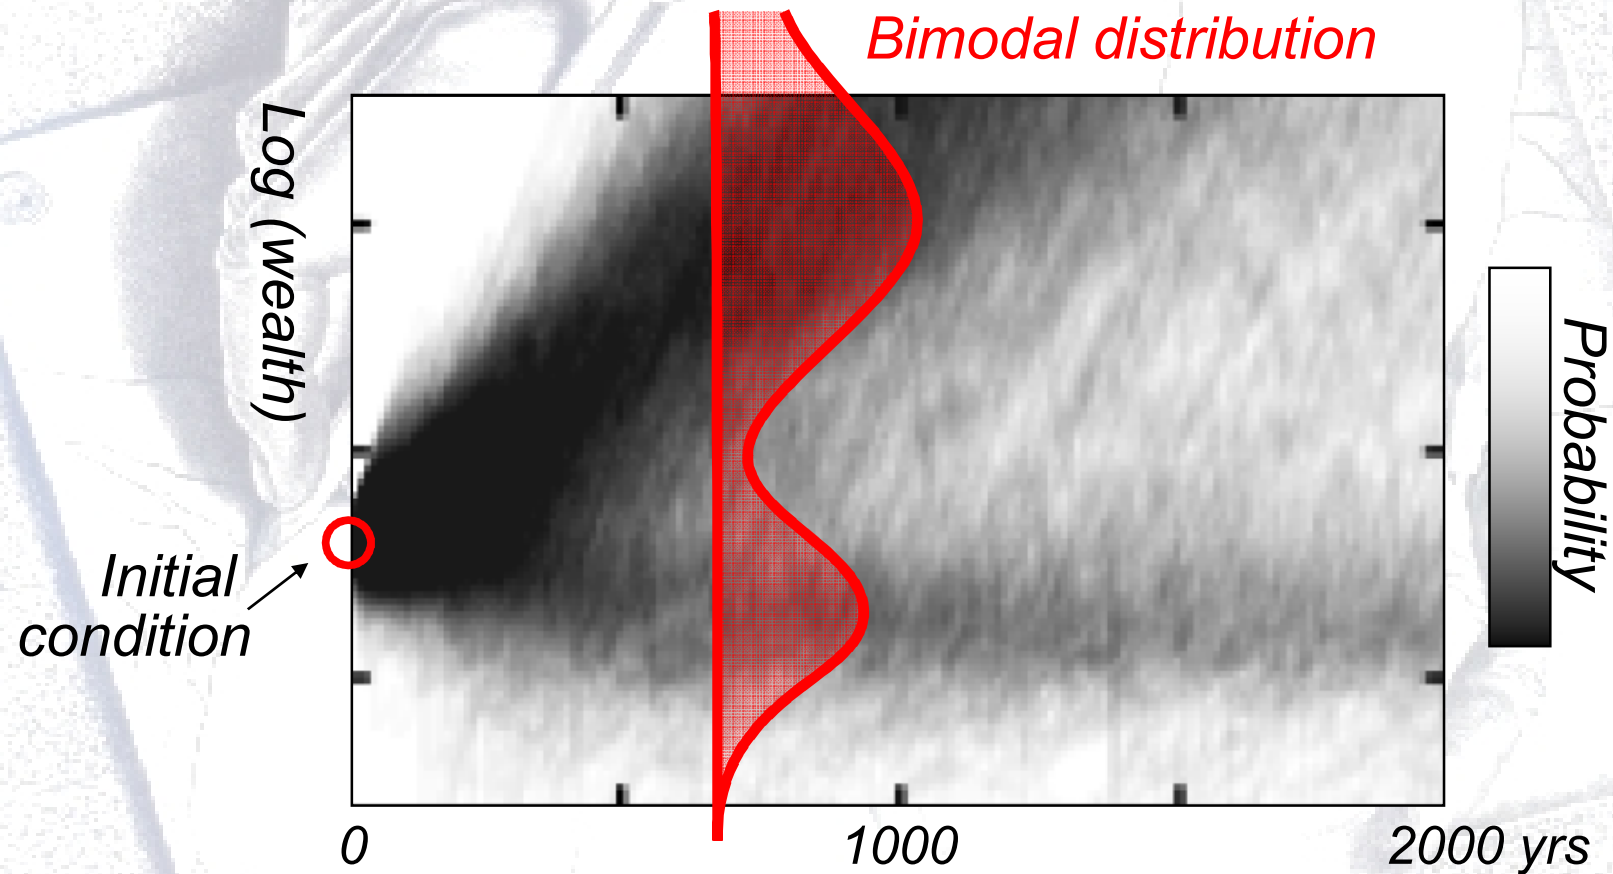 Bimodal distribution
Log (wealth)
Initial
condition
Probability
0
1000
2000 yrs